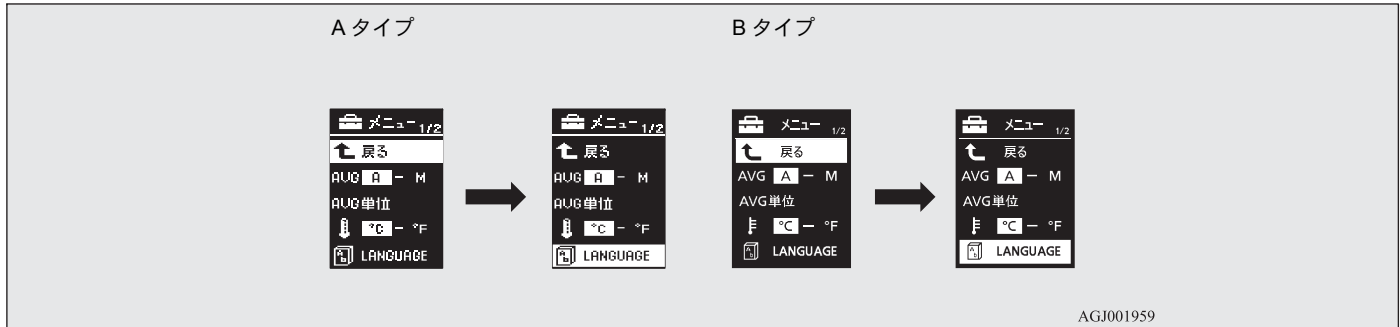 Aタイプ
メニュー 1/2
戻る
AVG A - M
AVG単位
°C - °F
LANGUAGE
メニュー 1/2
戻る
AVG A - M
AVG単位
°C - °F
LANGUAGE
Bタイプ
メニュー 1/2
戻る
AVG A - M
AVG単位
°C - °F
LANGUAGE
メニュー 1/2
戻る
AVG A - M
AVG単位
°C - °F
LANGUAGE
AGJ001959